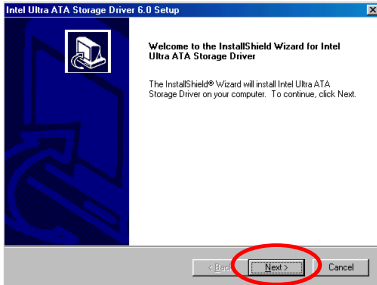 Intel Ultra ATA Storage Driver 6.0 Setup
Welcome to the InstallShield Wizard for Intel
Ultra ATA Storage Driver
The InstallShield® Wizard will install Intel Ultra ATA
Storage Driver on your computer. To continue, click Next.
< Back
Next >
Cancel